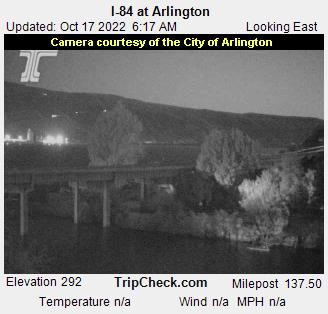 I-84 at Arlington
Updated: Oct 17 2022 6:17 AM Looking East
Camera courtesy of the City of Arlington
Elevation 292 TripCheck.com Milepost 137.50
Temperature n/a Wind n/a MPH n/a